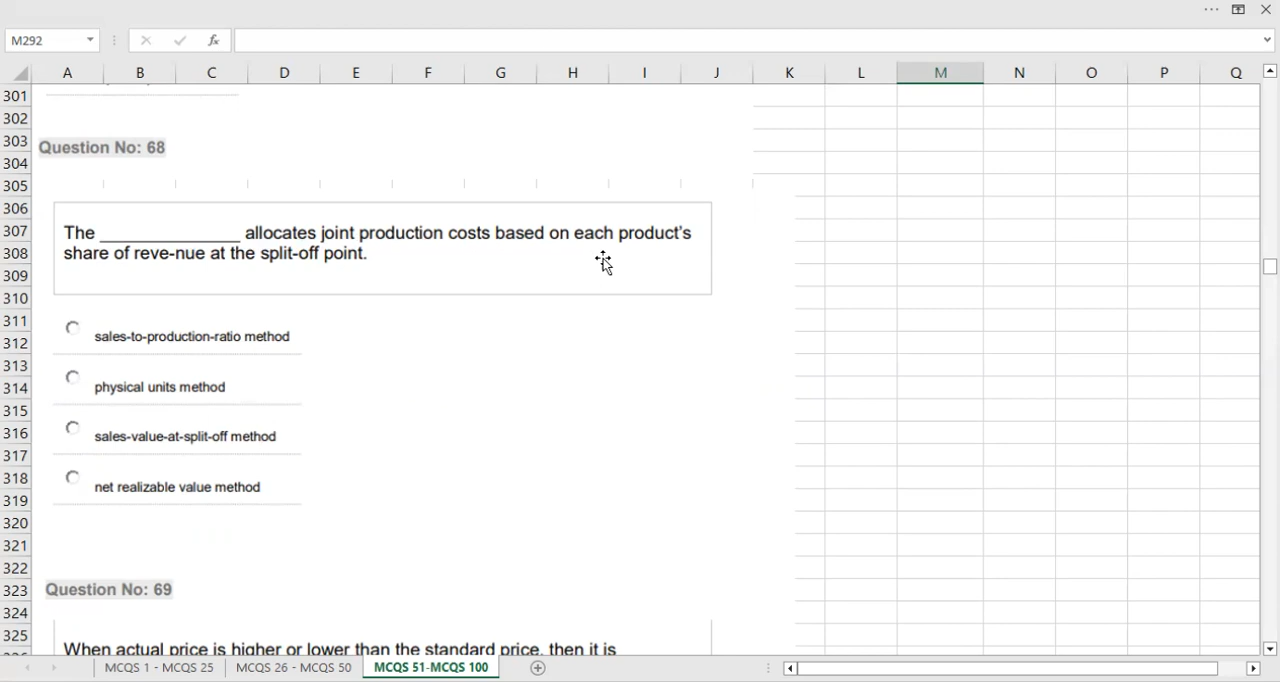 M292
fx
A B C D E F G H I J K L M N O P Q
301
302
303 Question No: 68
304
305
306
307 The ______________ allocates joint production costs based on each product's
308 share of reve-nue at the split-off point.
309
310
311
312 sales-to-production-ratio method
313
314 physical units method
315
316 sales-value-at-split-off method
317
318 net realizable value method
319
320
321
322
323 Question No: 69
324
325
When actual price is higher or lower than the standard price, then it is
MCQS 1 - MCQS 25 MCQS 26 - MCQS 50 MCQS 51-MCQS 100